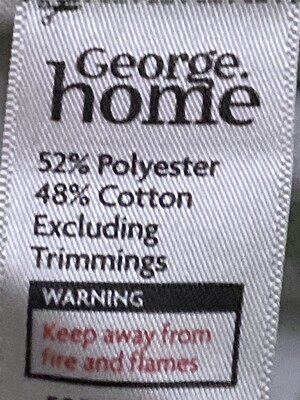 George.
home
52% Polyester
48% Cotton
Excluding
Trimmings
WARNING
Keep away from
fire and flames